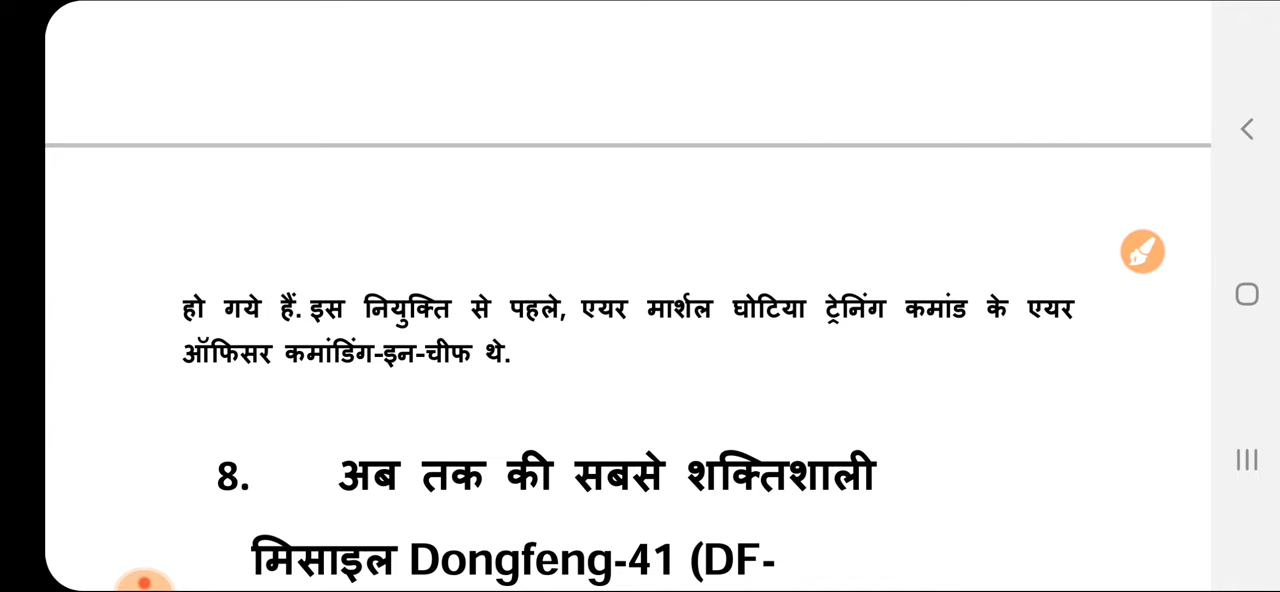 हो गये हैं. इस नियुक्ति से पहले, एयर मार्शल घोटिया ट्रेनिंग कमांड के एयर
ऑफिसर कमांडिंग-इन-चीफ थे.
8. अब तक की सबसे शक्तिशाली
मिसाइल Dongfeng-41 (DF-